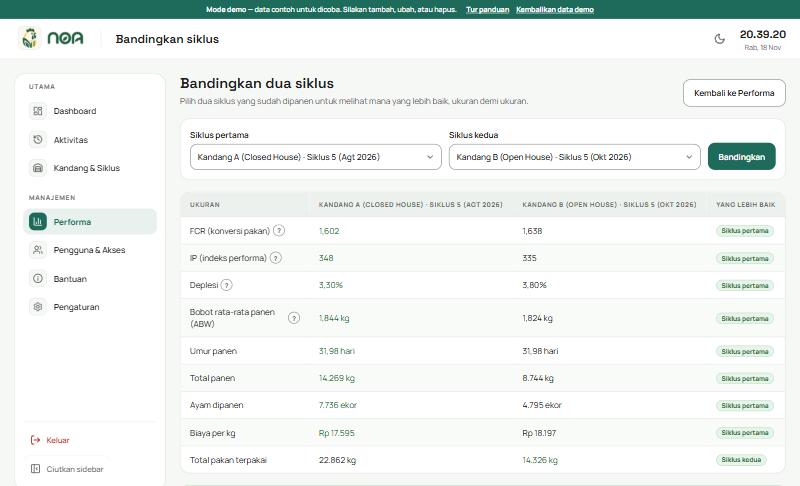 Mode demo — data contoh untuk dicoba. Silakan tambah, ubah, atau hapus. Tur panduan Kembalikan data demo
NOA
Bandingkan siklus
20.39.20
Rab, 18 Nov
UTAMA
Dashboard
Aktivitas
Kandang & Siklus
MANAJEMEN
Performa
Pengguna & Akses
Bantuan
Pengaturan
Keluar
Ciutkan sidebar
Bandingkan dua siklus
Pilih dua siklus yang sudah dipanen untuk melihat mana yang lebih baik, ukuran demi ukuran.
Kembali ke Performa
Siklus pertama
Siklus kedua
Kandang A (Closed House) · Siklus 5 (Agt 2026)
Kandang B (Open House) · Siklus 5 (Okt 2026)
Bandingkan
UKURAN KANDANG A (CLOSED HOUSE) · SIKLUS 5 (AGT 2026) KANDANG B (OPEN HOUSE) · SIKLUS 5 (OKT 2026) YANG LEBIH BAIK
FCR (konversi pakan) ? 1,602 1,638 Siklus pertama
IP (indeks performa) ? 348 335 Siklus pertama
Deplesi ? 3,30% 3,80% Siklus pertama
Bobot rata-rata panen
(ABW) ? 1,844 kg 1,824 kg Siklus pertama
Umur panen 31,98 hari 31,98 hari Siklus pertama
Total panen 14.269 kg 8.744 kg Siklus pertama
Ayam dipanen 7.736 ekor 4.795 ekor Siklus pertama
Biaya per kg Rp 17.595 Rp 18.197 Siklus pertama
Total pakan terpakai 22.862 kg 14.326 kg Siklus kedua